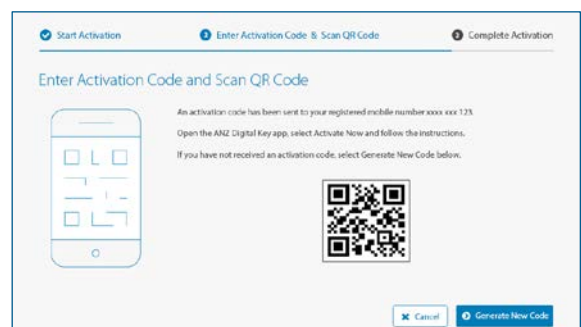 Start Activation
2 Enter Activation Code & Scan QR Code
3 Complete Activation
Enter Activation Code and Scan QR Code
An activation code has been sent to your registered mobile number xxxx xxx 123.
Open the ANZ Digital Key app, select Activate Now and follow the instructions.
If you have not received an activation code, select Generate New Code below.
Cancel
Generate New Code